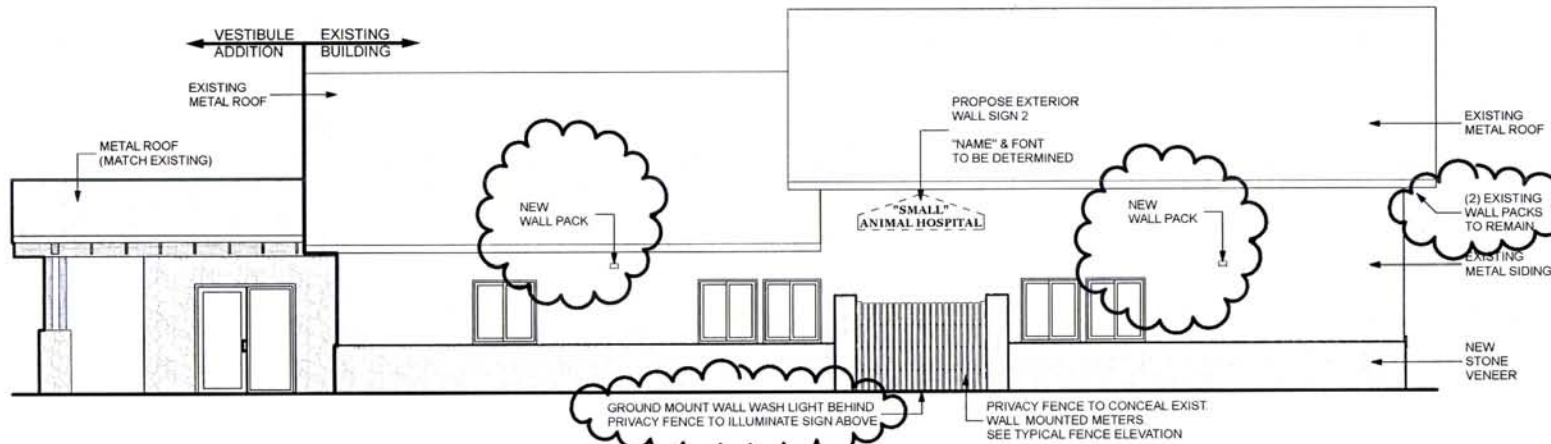 VESTIBULE
ADDITION
EXISTING
BUILDING
EXISTING
METAL ROOF
METAL ROOF
(MATCH EXISTING)
NEW
WALL PACK
PROPOSE EXTERIOR
WALL SIGN 2
"NAME" & FONT
TO BE DETERMINED
"SMALL"
ANIMAL HOSPITAL
NEW
WALL PACK
EXISTING
METAL ROOF
(2) EXISTING
WALL PACKS
TO REMAIN
EXISTING
METAL SIDING
NEW
STONE
VENEER
GROUND MOUNT WALL WASH LIGHT BEHIND
PRIVACY FENCE TO ILLUMINATE SIGN ABOVE
PRIVACY FENCE TO CONCEAL EXIST.
WALL MOUNTED METERS
SEE TYPICAL FENCE ELEVATION